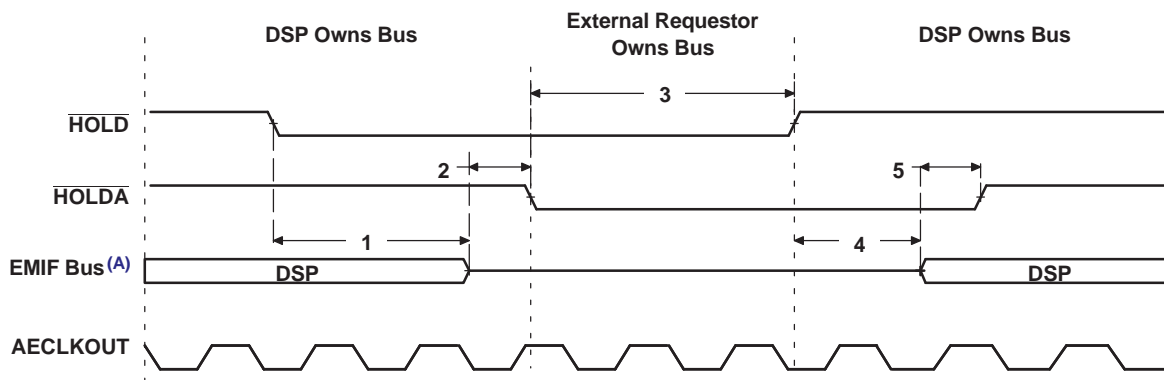 DSP Owns Bus
External Requestor
Owns Bus
DSP Owns Bus
3
HOLD
2
5
HOLDA
1
4
EMIF Bus(A)
DSP
DSP
AECLKOUT